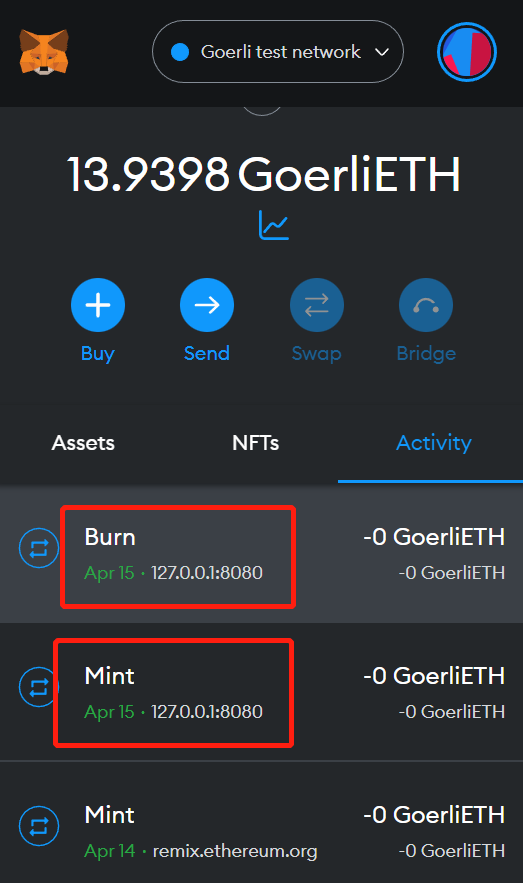 Goerli test network
13.9398 GoerliETH
Buy Send Swap Bridge
Assets NFTs Activity
Burn -0 GoerliETH
Apr 15 · 127.0.0.1:8080 -0 GoerliETH
Mint -0 GoerliETH
Apr 15 · 127.0.0.1:8080 -0 GoerliETH
Mint -0 GoerliETH
Apr 14 · remix.ethereum.org -0 GoerliETH